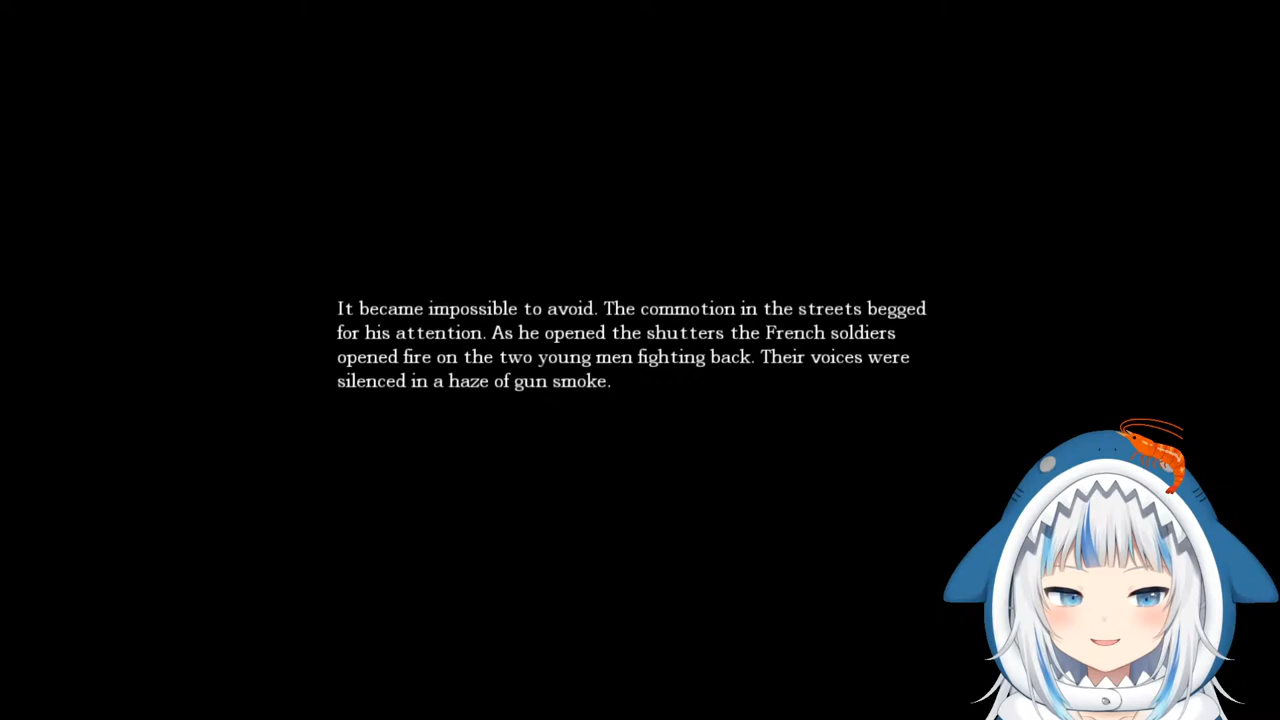 It became impossible to avoid. The commotion in the streets begged
for his attention. As he opened the shutters the French soldiers
opened fire on the two young men fighting back. Their voices were
silenced in a haze of gun smoke.